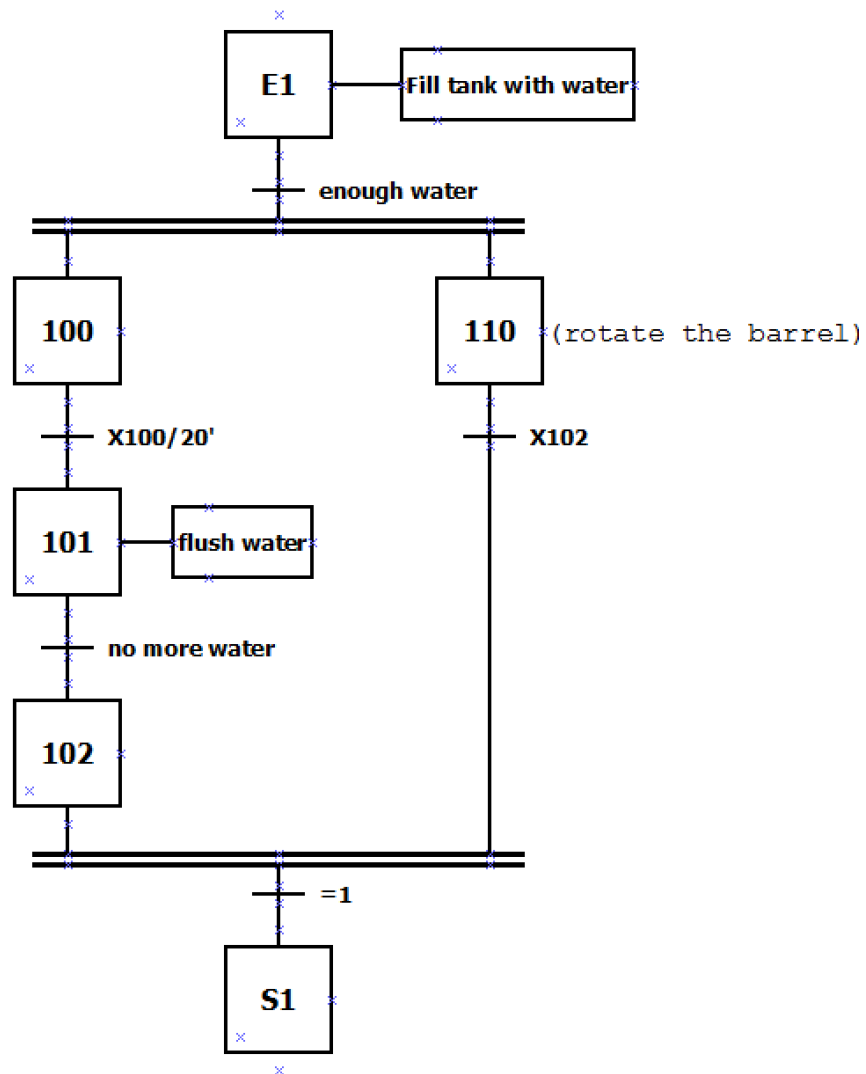 E1
Fill tank with water
enough water
100
110
(rotate the barrel)
X100/20'
X102
101
flush water
no more water
102
=1
S1